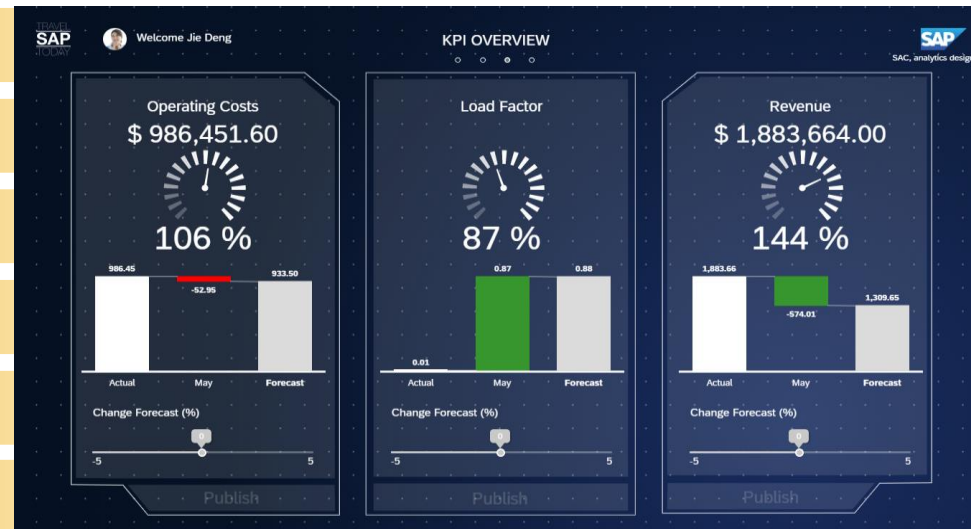 TRAVEL
SAP
TODAY
Welcome Jie Deng
KPI OVERVIEW
SAP
SAC, analytics design
Operating Costs
$ 986,451.60
106 %
986.45
-52.95
933.50
Actual May Forecast
Change Forecast (%)
0
-5 5
Publish
Load Factor
87 %
0.01
0.87
0.88
Actual May Forecast
Change Forecast (%)
0
-5 5
Publish
Revenue
$ 1,883,664.00
144 %
1,883.66
-574.01
1,309.65
Actual May Forecast
Change Forecast (%)
0
-5 5
Publish